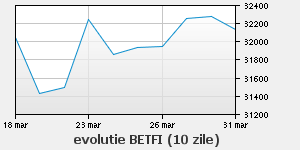 32400
32200
32000
31800
31600
31400
31200
18 mar
23 mar
26 mar
31 mar
evolutie BETFI (10 zile)